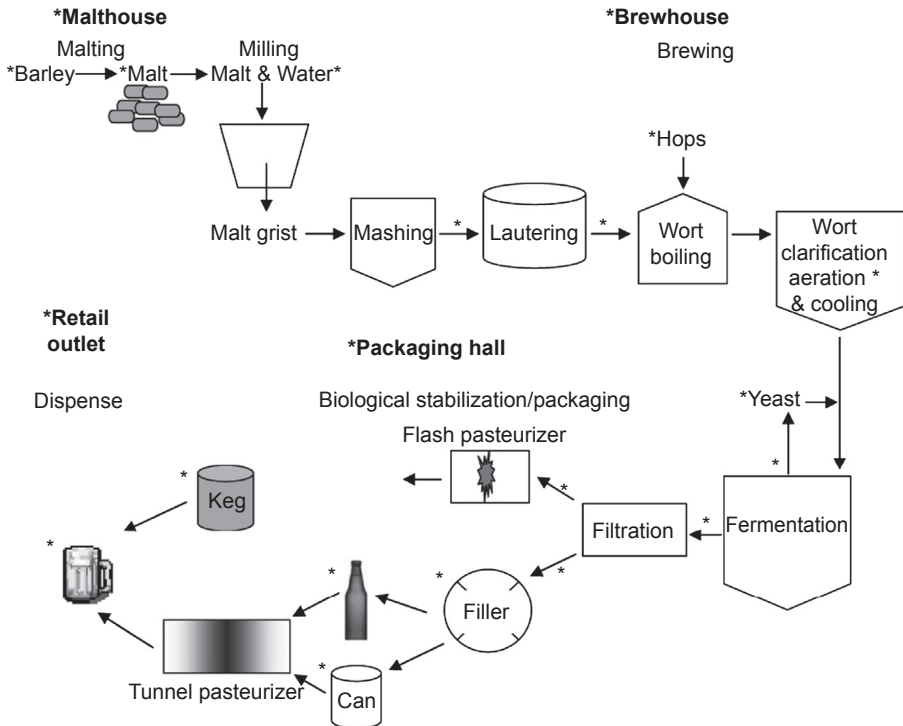 *Malthouse
Malting
*Barley
*Malt
Milling
Malt & Water*
Malt grist
*Brewhouse
Brewing
*Hops
Mashing
*
Lautering
*
Wort
boiling
Wort
clarification
aeration *
& cooling
*Yeast
*
Fermentation
*
Filtration
*
*
*Packaging hall
Biological stabilization/packaging
Flash pasteurizer
*
Filler
*
*
Can
Tunnel pasteurizer
*Retail
outlet
Dispense
*
Keg
*